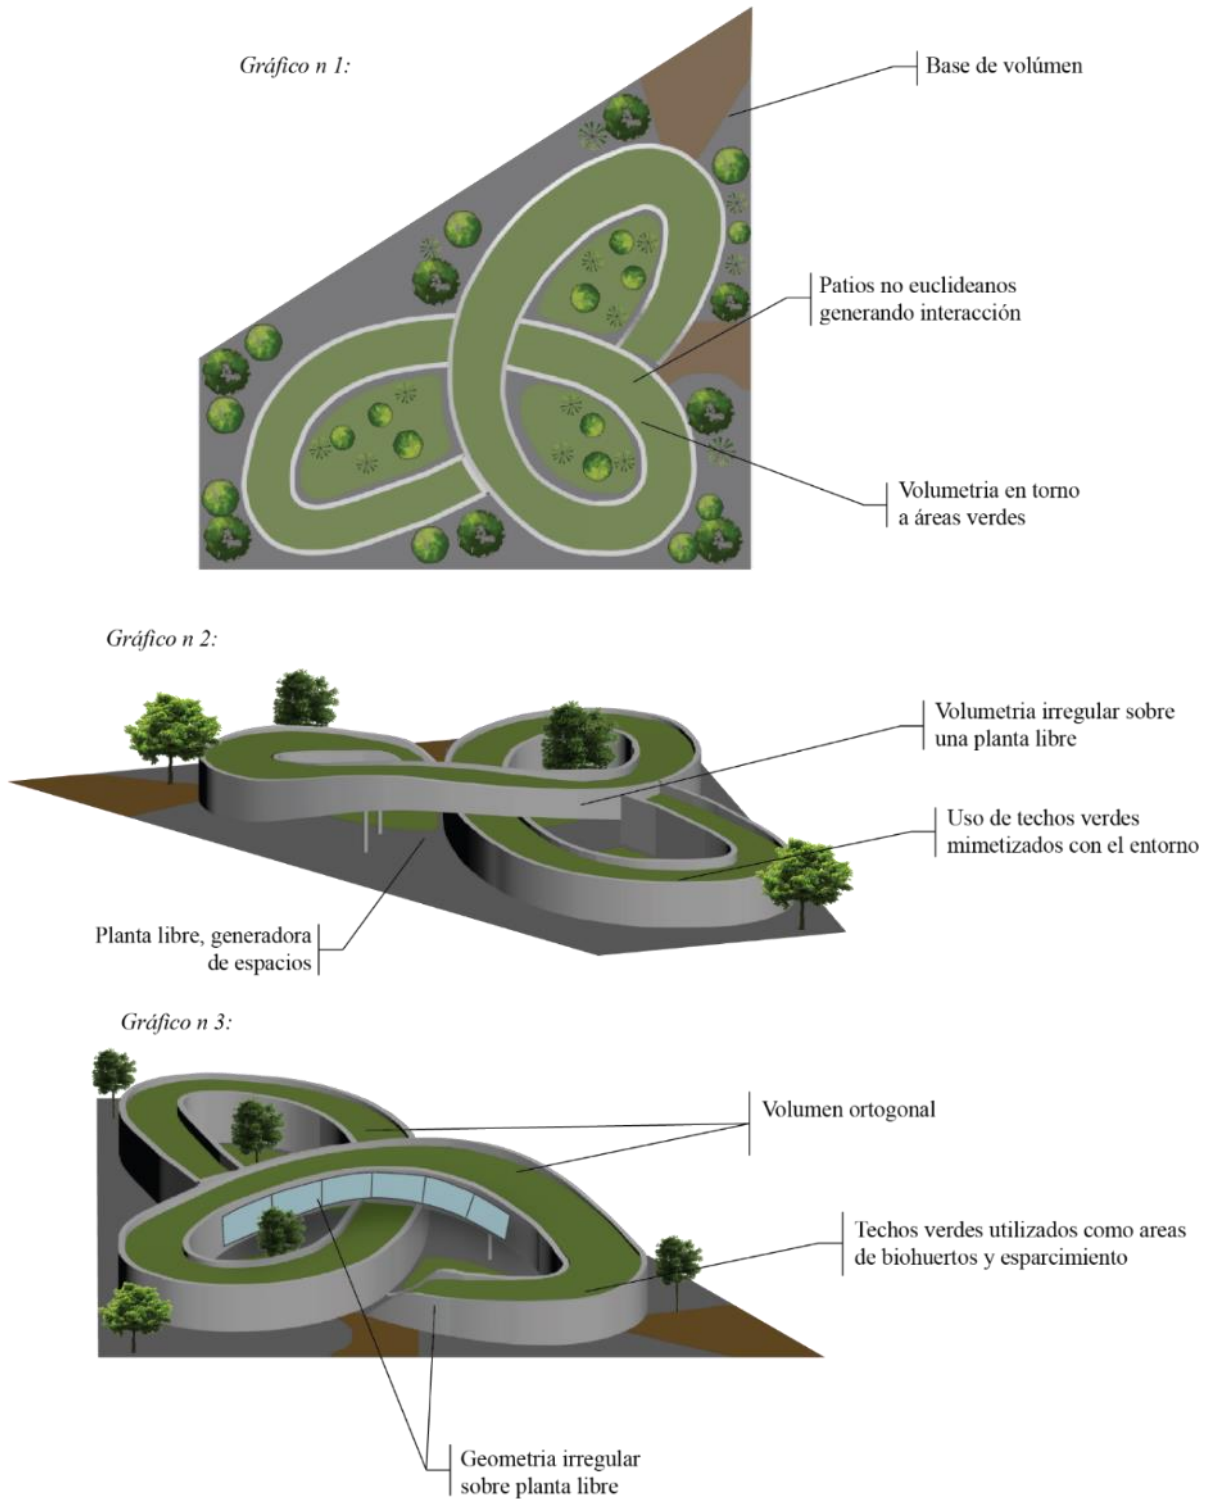 Gráfico n 1:
Base de volúmen
Patios no euclideanos
generando interacción
Volumetria en torno
a áreas verdes
Gráfico n 2:
Volumetria irregular sobre
una planta libre
Uso de techos verdes
mimetizados con el entorno
Planta libre, generadora
de espacios
Gráfico n 3:
Volumen ortogonal
Techos verdes utilizados como areas
de biohuertos y esparcimiento
Geometria irregular
sobre planta libre